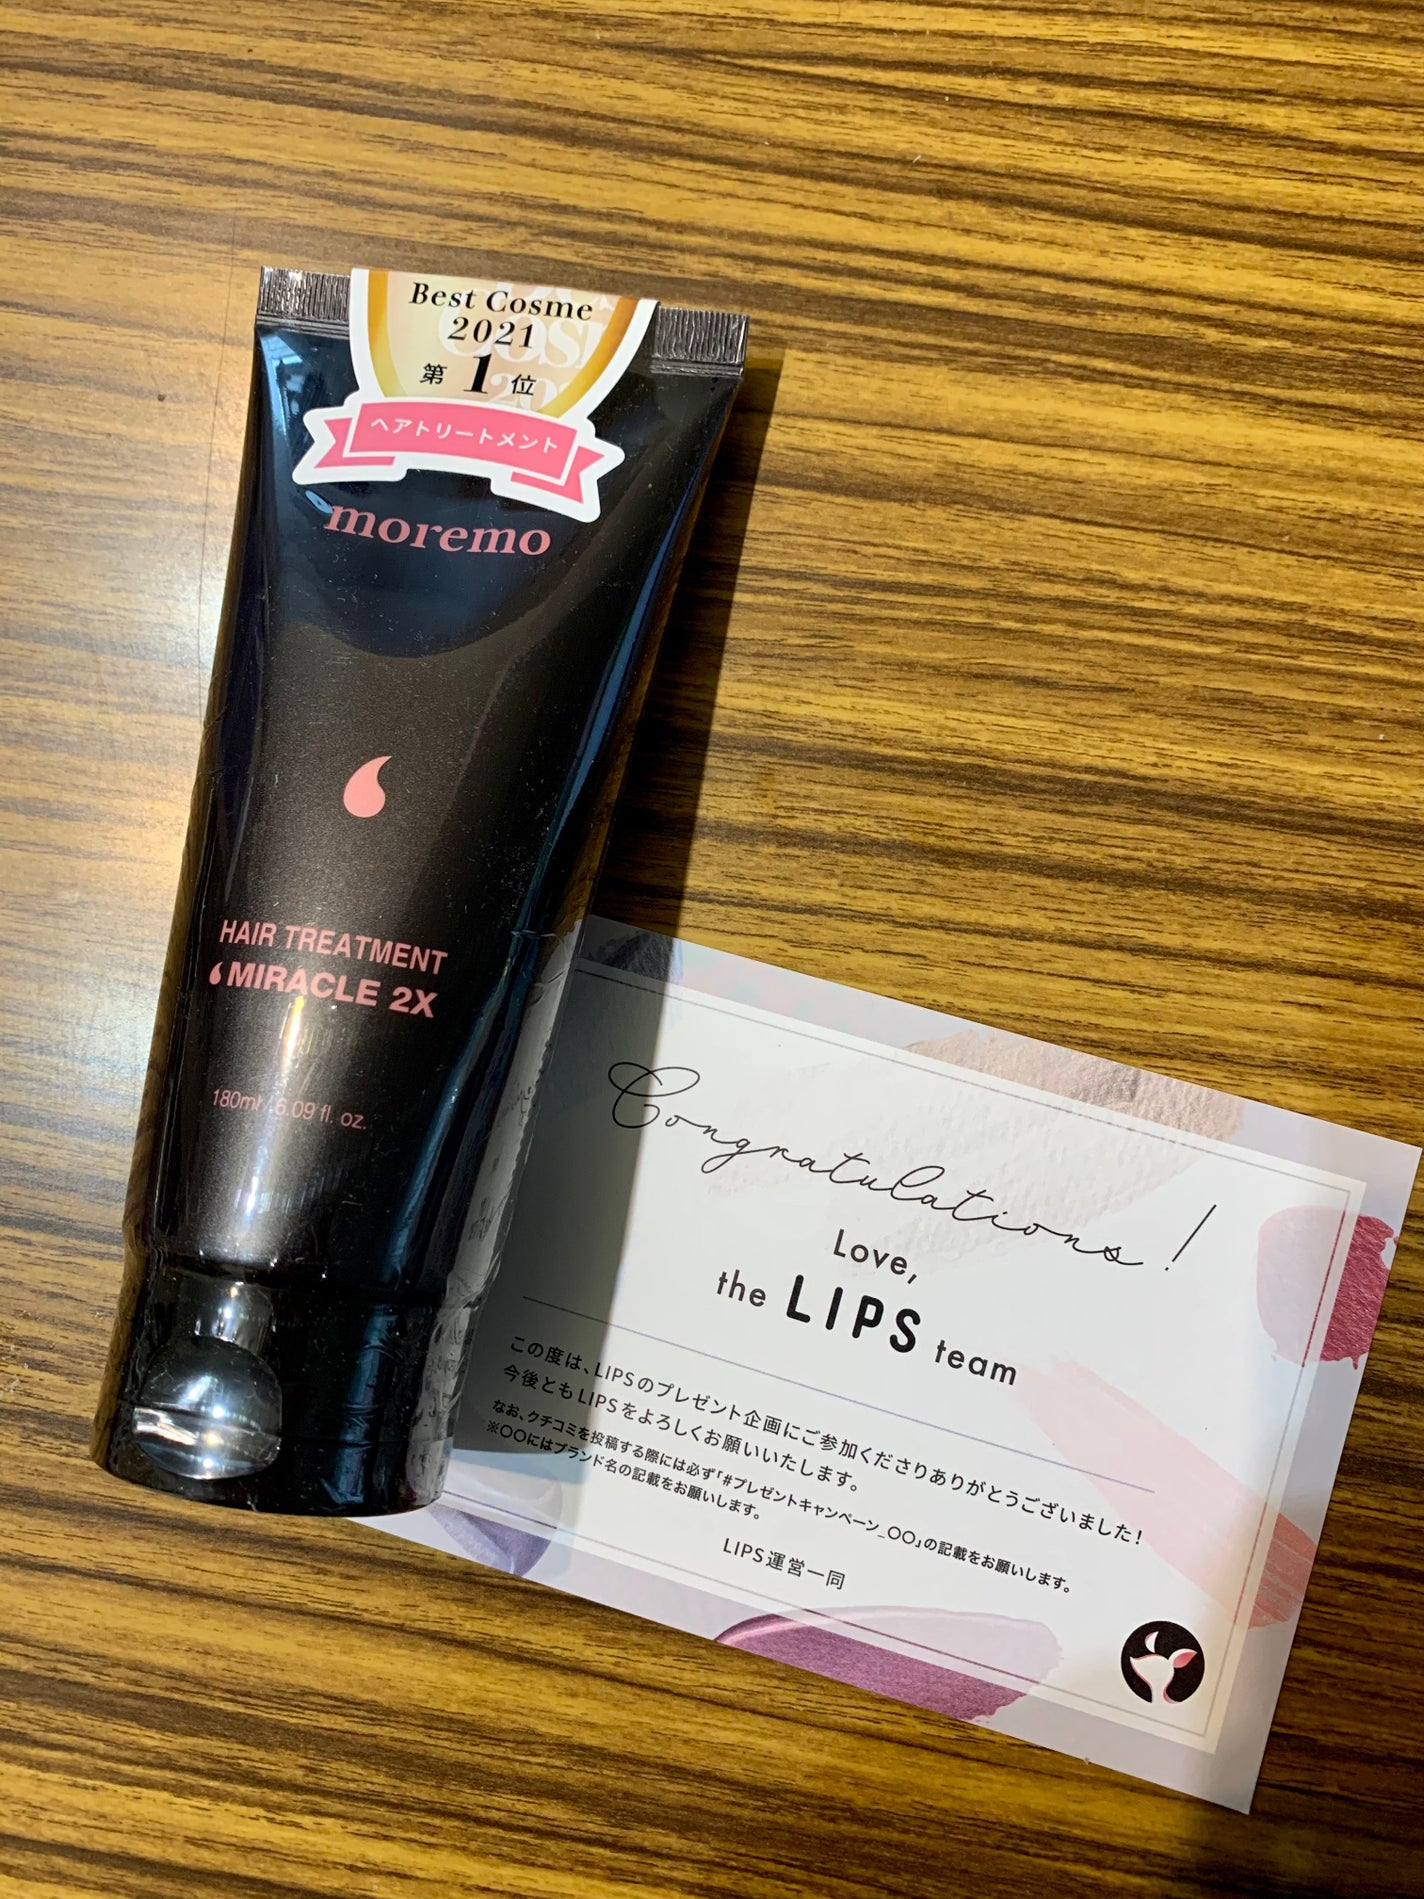 Best Cosme
2021
第1位
ヘアトリートメント
moremo
HAIR TREATMENT
MIRACLE 2X
180ml 6.09 fl. oz.
Congratulations!
Love,
the LIPS team
この度は、LIPSのプレゼント企画にご参加くださりありがとうございました!
今後ともLIPSをよろしくお願いいたします。
なお、クチコミを投稿する際には必ず「#プレゼントキャンペーン_〇〇」の記載をお願いします。
※〇〇にはブランド名の記載をお願いします。
LIPS運営一同